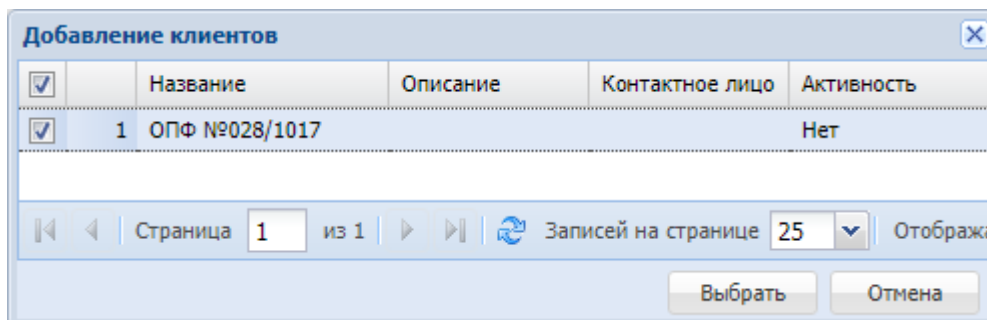 Добавление клиентов
Название Описание Контактное лицо Активность
1 ОПФ №028/1017 Нет
Страница 1 из 1 Записей на странице 25 Отобража
Выбрать Отмена